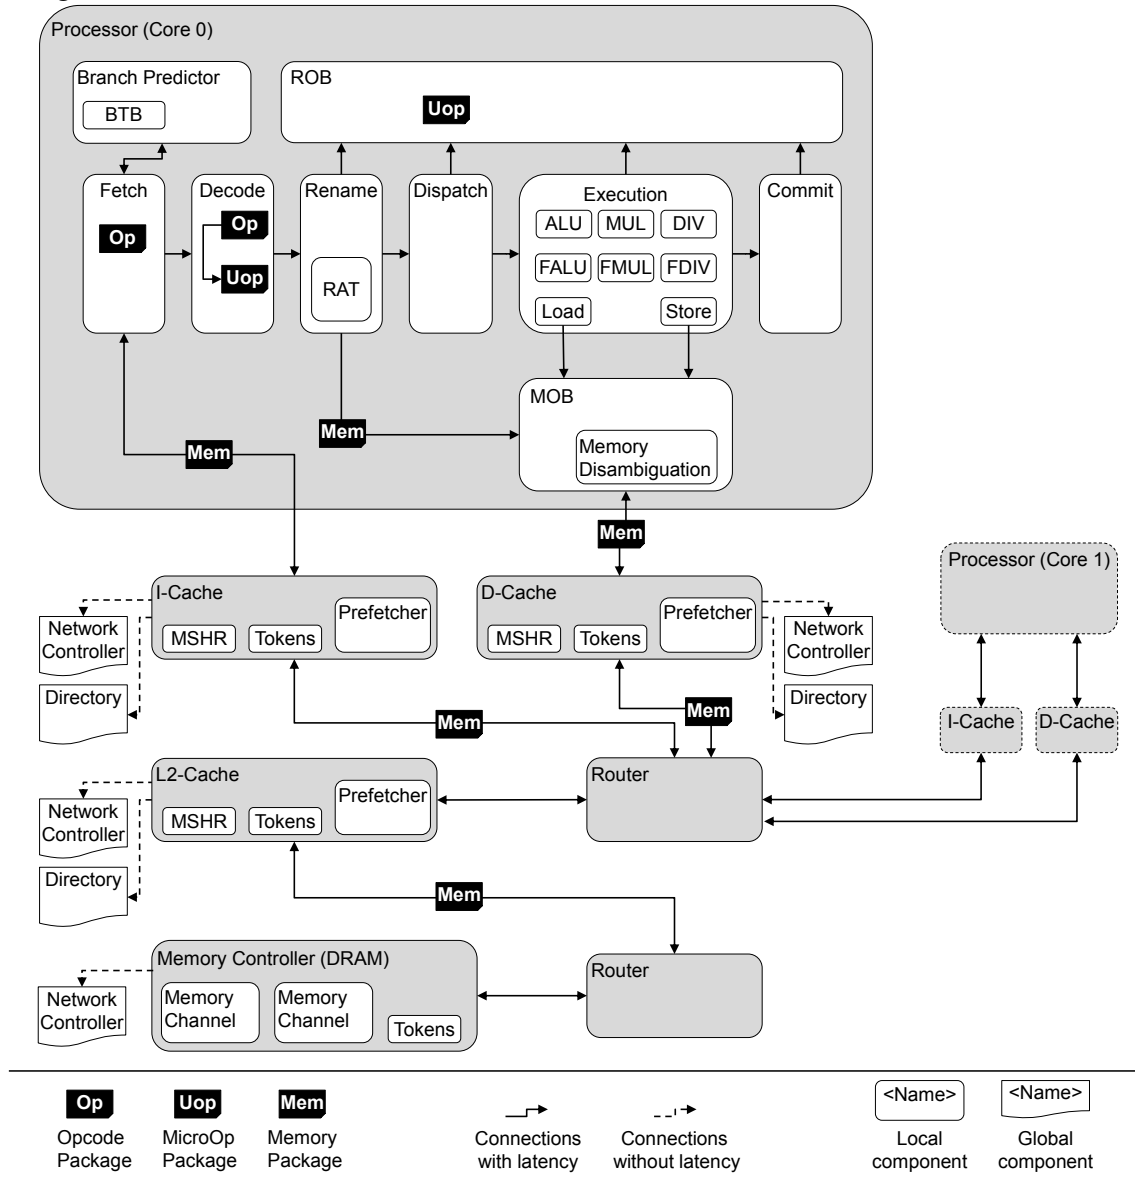 Processor (Core 0)
Branch Predictor
BTB
ROB
Uop
Fetch
Op
Decode
Op
Uop
Rename
RAT
Dispatch
Execution
ALU
MUL
DIV
FALU
FMUL
FDIV
Load
Store
Commit
MOB
Memory
Disambiguation
Mem
Mem
Mem
Processor (Core 1)
I-Cache
D-Cache
I-Cache
MSHR
Tokens
Prefetcher
Network
Controller
Directory
D-Cache
MSHR
Tokens
Prefetcher
Network
Controller
Directory
Mem
Mem
L2-Cache
MSHR
Tokens
Prefetcher
Network
Controller
Directory
Router
Mem
Memory Controller (DRAM)
Memory
Channel
Memory
Channel
Tokens
Network
Controller
Router
Op
Opcode
Package
Uop
MicroOp
Package
Mem
Memory
Package
Connections
with latency
Connections
without latency
<Name>
Local
component
<Name>
Global
component